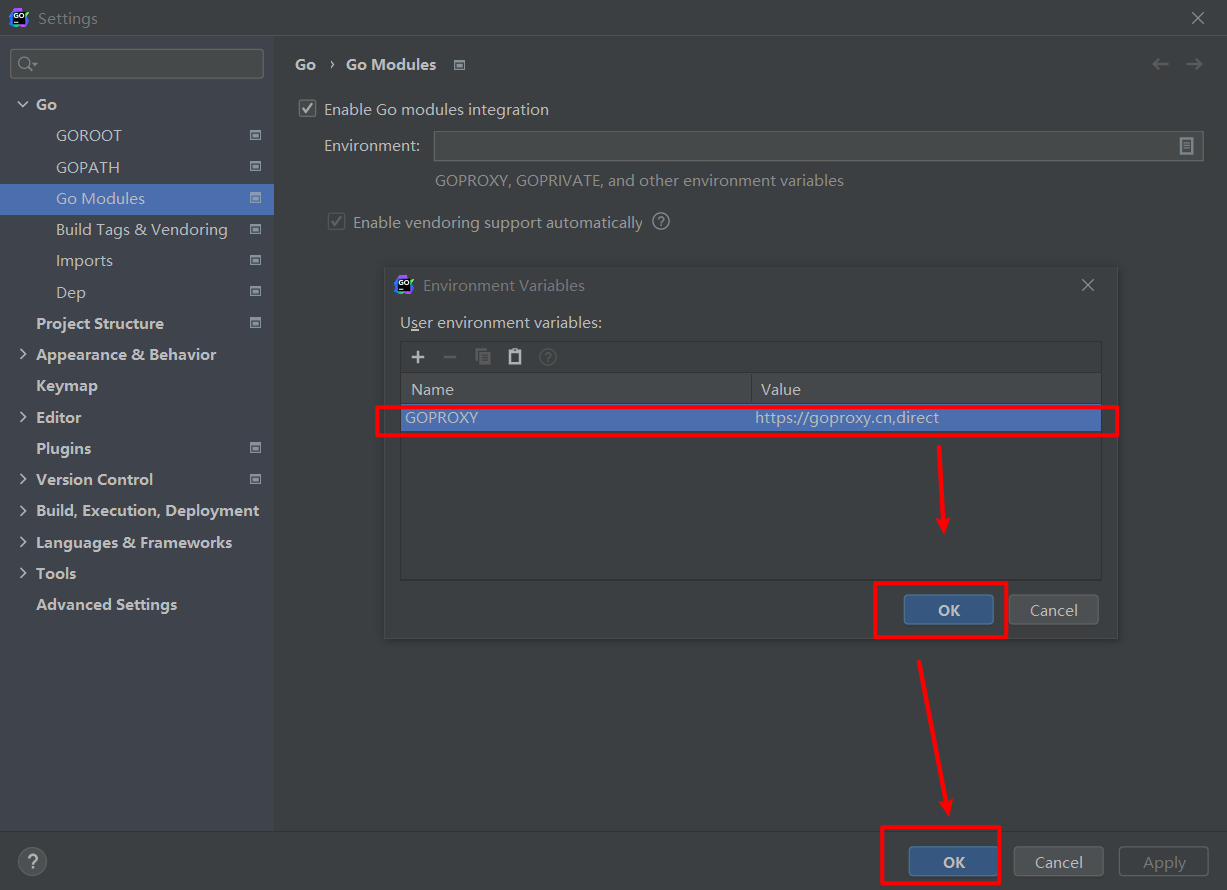 Settings
Go › Go Modules
Go
GOROOT
GOPATH
Go Modules
Build Tags & Vendoring
Imports
Dep
Project Structure
Appearance & Behavior
Keymap
Editor
Plugins
Version Control
Build, Execution, Deployment
Languages & Frameworks
Tools
Advanced Settings
Enable Go modules integration
Environment:
GOPROXY, GOPRIVATE, and other environment variables
Enable vendoring support automatically ?
Environment Variables
User environment variables:
Name Value
GOPROXY https://goproxy.cn,direct
OK Cancel
? OK Cancel Apply